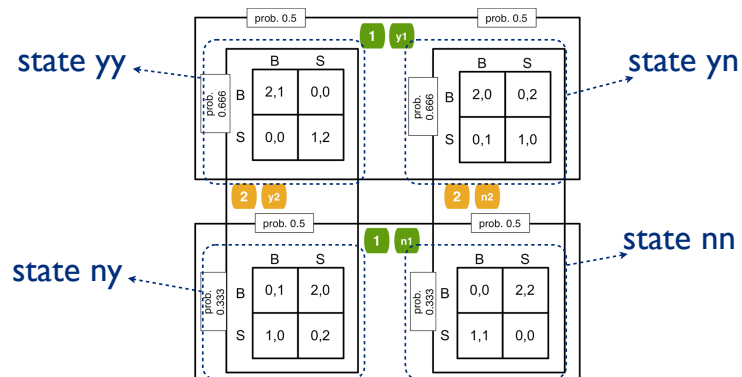 prob. 0.5 prob. 0.5
1 y1
state yy
state yn
B S B S
prob. 0.666 B 2,1 0,0 prob. 0.666 B 2,0 0,2
S 0,0 1,2 S 0,1 1,0
2 y2 2 n2
prob. 0.5 prob. 0.5
1 n1
state ny
state nn
B S B S
prob. 0.333 B 0,1 2,0 prob. 0.333 B 0,0 2,2
S 1,0 0,2 S 1,1 0,0